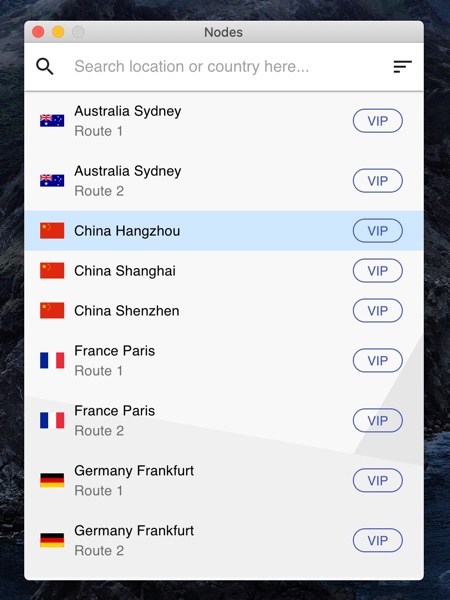 Nodes
Search location or country here...
Australia Sydney
Route 1
VIP
Australia Sydney
Route 2
VIP
China Hangzhou
VIP
China Shanghai
VIP
China Shenzhen
VIP
France Paris
Route 1
VIP
France Paris
Route 2
VIP
Germany Frankfurt
Route 1
VIP
Germany Frankfurt
Route 2
VIP